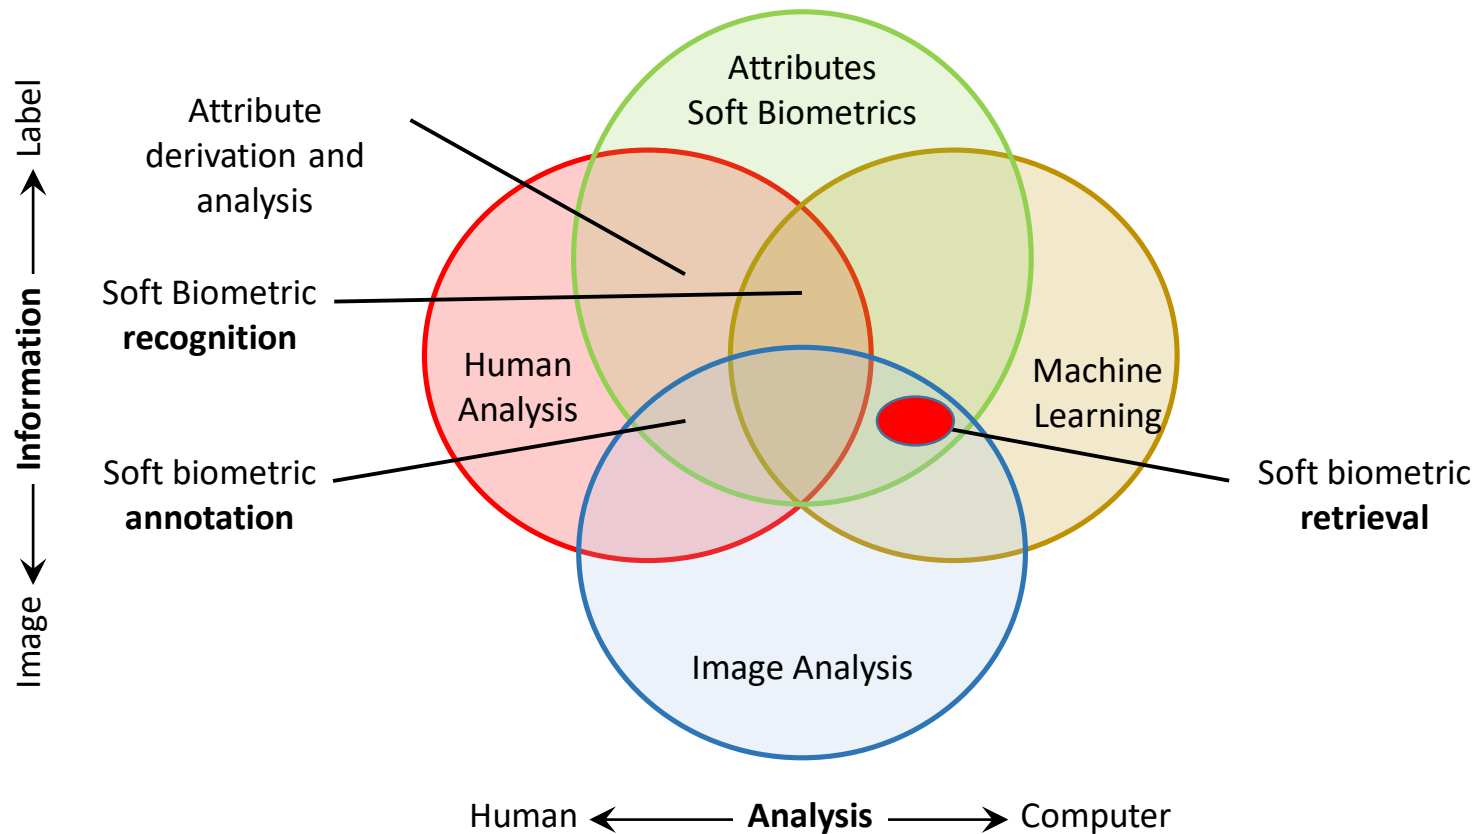 Attributes
Soft Biometrics
Attribute
derivation and
analysis
Soft Biometric
recognition
Human
Analysis
Machine
Learning
Soft biometric
annotation
Soft biometric
retrieval
Image Analysis
Label
Information
Image
Human
Analysis
Computer